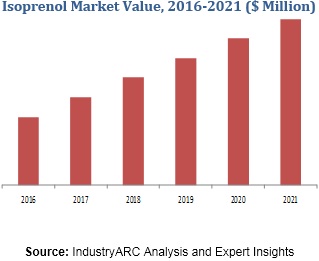 Isoprenol Market Value, 2016-2021 ($ Million)
2016 2017 2018 2019 2020 2021
Source: IndustryARC Analysis and Expert Insights